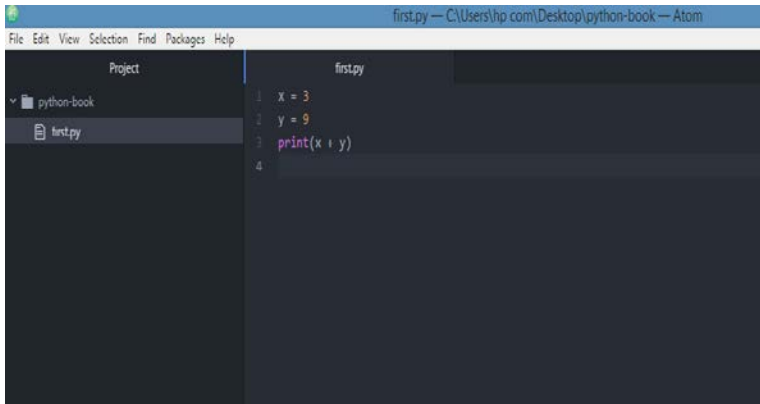 first.py — C:\Users\hp com\Desktop\python-book — Atom
File Edit View Selection Find Packages Help
Project
first.py
python-book
first.py
1 x = 3
2 y = 9
3 print(x + y)
4